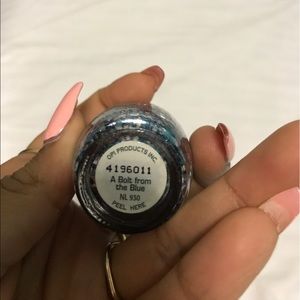 OPI PRODUCTS INC.
4196011
A Bolt from
the Blue
NL 930
PEEL HERE